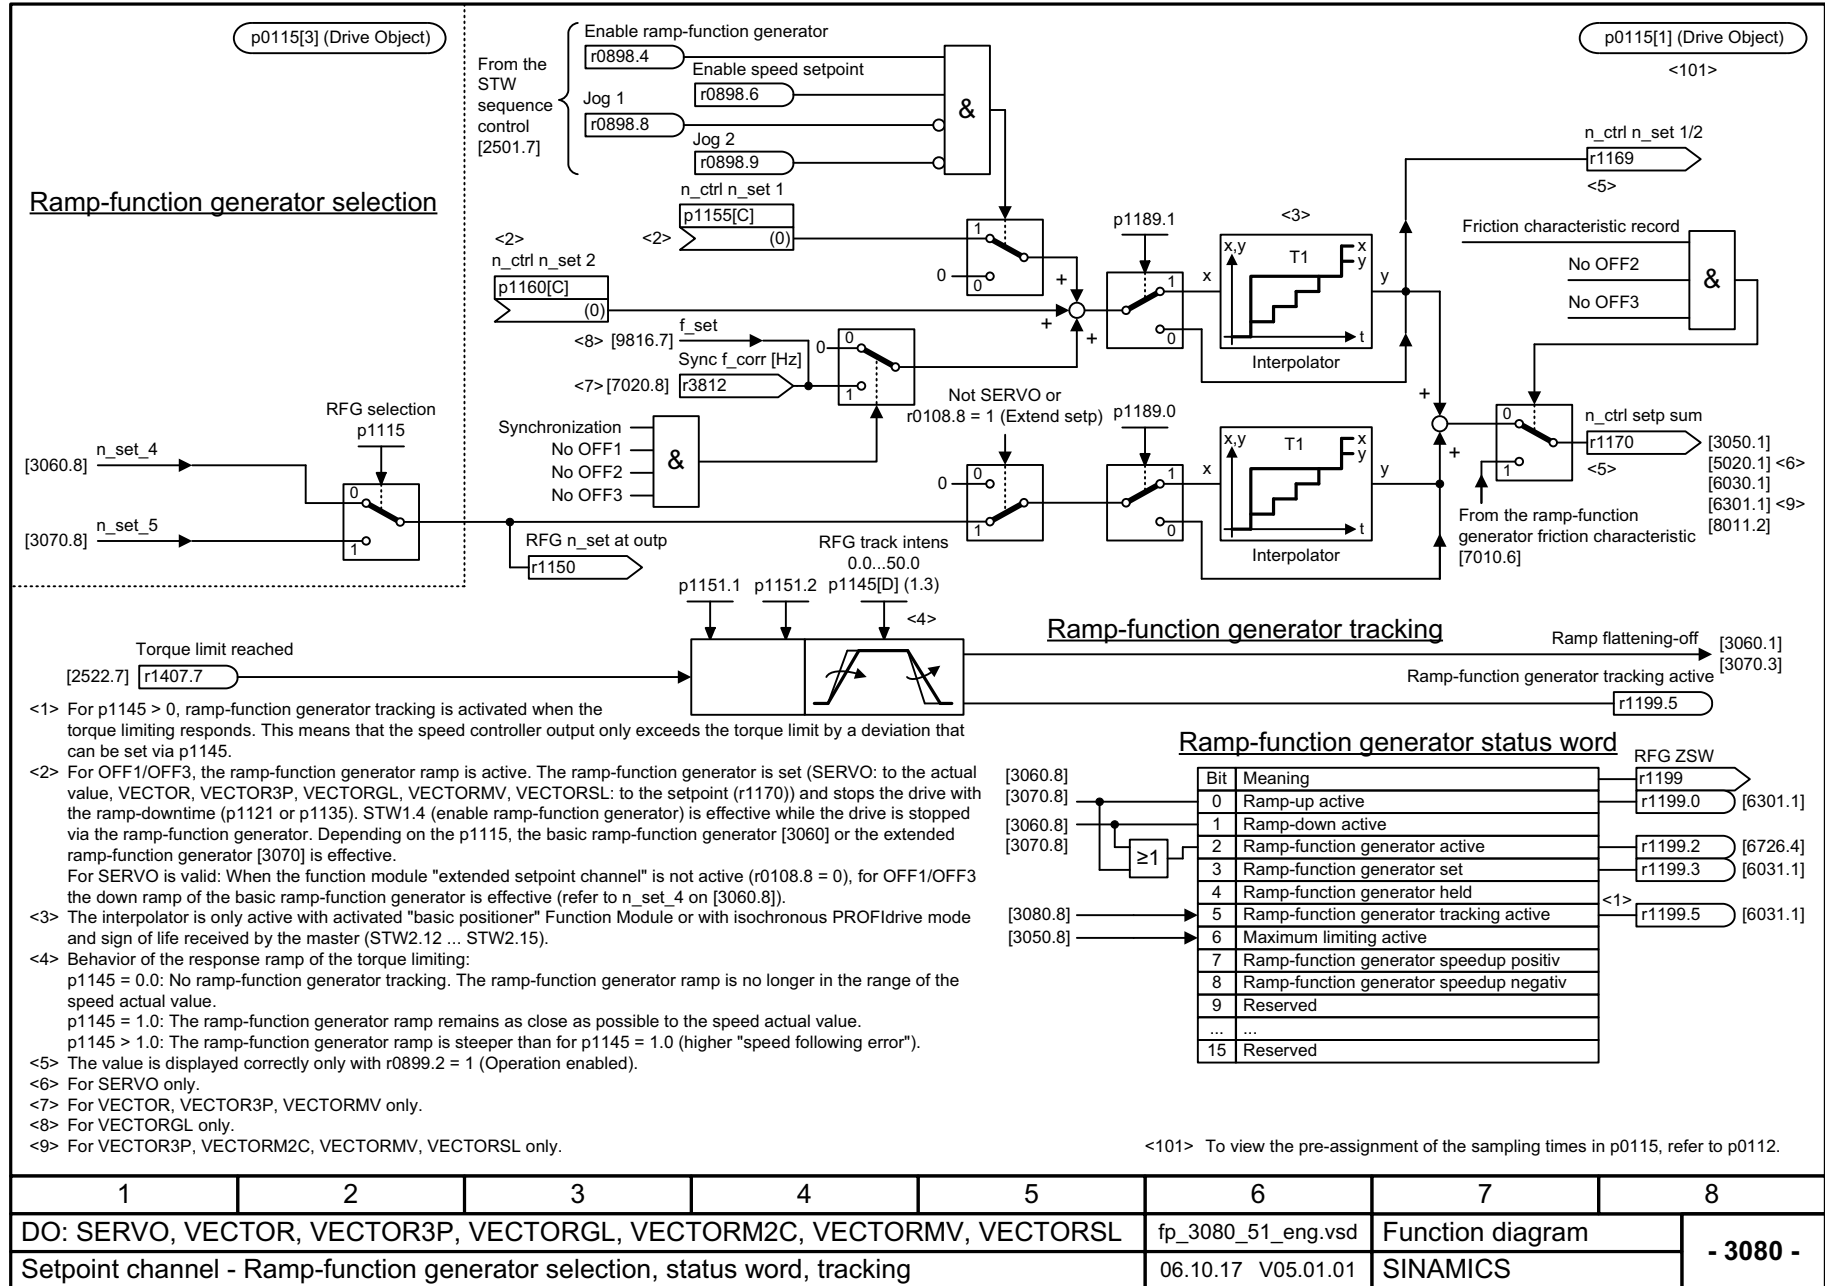 p0115[3] (Drive Object)
Ramp-function generator selection
RFG selection
p1115
[3060.8] n_set_4
[3070.8] n_set_5
0
1
From the
STW
sequence
control
[2501.7]
Enable ramp-function generator
r0898.4
Enable speed setpoint
r0898.6
Jog 1
r0898.8
Jog 2
r0898.9
&
n_ctrl n_set 1
<2> p1155[C]
(0)
<2>
n_ctrl n_set 2
p1160[C]
(0)
1
0
0
<8> [9816.7] f_set
Sync f_corr [Hz]
<7> [7020.8] r3812
0
0
1
Synchronization
No OFF1
No OFF2
No OFF3
&
+
+
+
Not SERVO or
r0108.8 = 1 (Extend setp)
0
0
1
RFG n_set at outp
r1150
p1189.1
1
0
x
<3>
x,y
T1
x
y
t
Interpolator
y
p1189.0
1
0
x
x,y
T1
x
y
t
Interpolator
y
p0115[1] (Drive Object)
<101>
n_ctrl n_set 1/2
r1169
<5>
Friction characteristic record
No OFF2
No OFF3
&
+
+
0
1
n_ctrl setp sum
r1170
<5>
[3050.1]
[5020.1] <6>
[6030.1]
[6301.1] <9>
[8011.2]
From the ramp-function
generator friction characteristic
[7010.6]
RFG track intens
0.0...50.0
p1151.1 p1151.2 p1145[D] (1.3)
<4>
Ramp-function generator tracking
Torque limit reached
[2522.7] r1407.7
Ramp flattening-off
[3060.1]
[3070.3]
Ramp-function generator tracking active
r1199.5
<1> For p1145 > 0, ramp-function generator tracking is activated when the
torque limiting responds. This means that the speed controller output only exceeds the torque limit by a deviation that
can be set via p1145.
<2> For OFF1/OFF3, the ramp-function generator ramp is active. The ramp-function generator is set (SERVO: to the actual
value, VECTOR, VECTOR3P, VECTORGL, VECTORMV, VECTORSL: to the setpoint (r1170)) and stops the drive with
the ramp-downtime (p1121 or p1135). STW1.4 (enable ramp-function generator) is effective while the drive is stopped
via the ramp-function generator. Depending on the p1115, the basic ramp-function generator [3060] or the extended
ramp-function generator [3070] is effective.
For SERVO is valid: When the function module "extended setpoint channel" is not active (r0108.8 = 0), for OFF1/OFF3
the down ramp of the basic ramp-function generator is effective (refer to n_set_4 on [3060.8]).
<3> The interpolator is only active with activated "basic positioner" Function Module or with isochronous PROFIdrive mode
and sign of life received by the master (STW2.12 ... STW2.15).
<4> Behavior of the response ramp of the torque limiting:
p1145 = 0.0: No ramp-function generator tracking. The ramp-function generator ramp is no longer in the range of the
speed actual value.
p1145 = 1.0: The ramp-function generator ramp remains as close as possible to the speed actual value.
p1145 > 1.0: The ramp-function generator ramp is steeper than for p1145 = 1.0 (higher "speed following error").
<5> The value is displayed correctly only with r0899.2 = 1 (Operation enabled).
<6> For SERVO only.
<7> For VECTOR, VECTOR3P, VECTORMV only.
<8> For VECTORGL only.
<9> For VECTOR3P, VECTORM2C, VECTORMV, VECTORSL only.
Ramp-function generator status word
RFG ZSW
Bit Meaning r1199
[3060.8]
[3070.8]
0 Ramp-up active r1199.0 [6301.1]
[3060.8]
[3070.8]
1 Ramp-down active
≥1
2 Ramp-function generator active r1199.2 [6726.4]
3 Ramp-function generator set r1199.3 [6031.1]
4 Ramp-function generator held
<1>
[3080.8] 5 Ramp-function generator tracking active r1199.5 [6031.1]
[3050.8] 6 Maximum limiting active
7 Ramp-function generator speedup positiv
8 Ramp-function generator speedup negativ
9 Reserved
... ...
15 Reserved
<101> To view the pre-assignment of the sampling times in p0115, refer to p0112.
1 2 3 4 5 6 7 8
DO: SERVO, VECTOR, VECTOR3P, VECTORGL, VECTORM2C, VECTORMV, VECTORSL fp_3080_51_eng.vsd Function diagram
- 3080 -
Setpoint channel - Ramp-function generator selection, status word, tracking 06.10.17 V05.01.01 SINAMICS